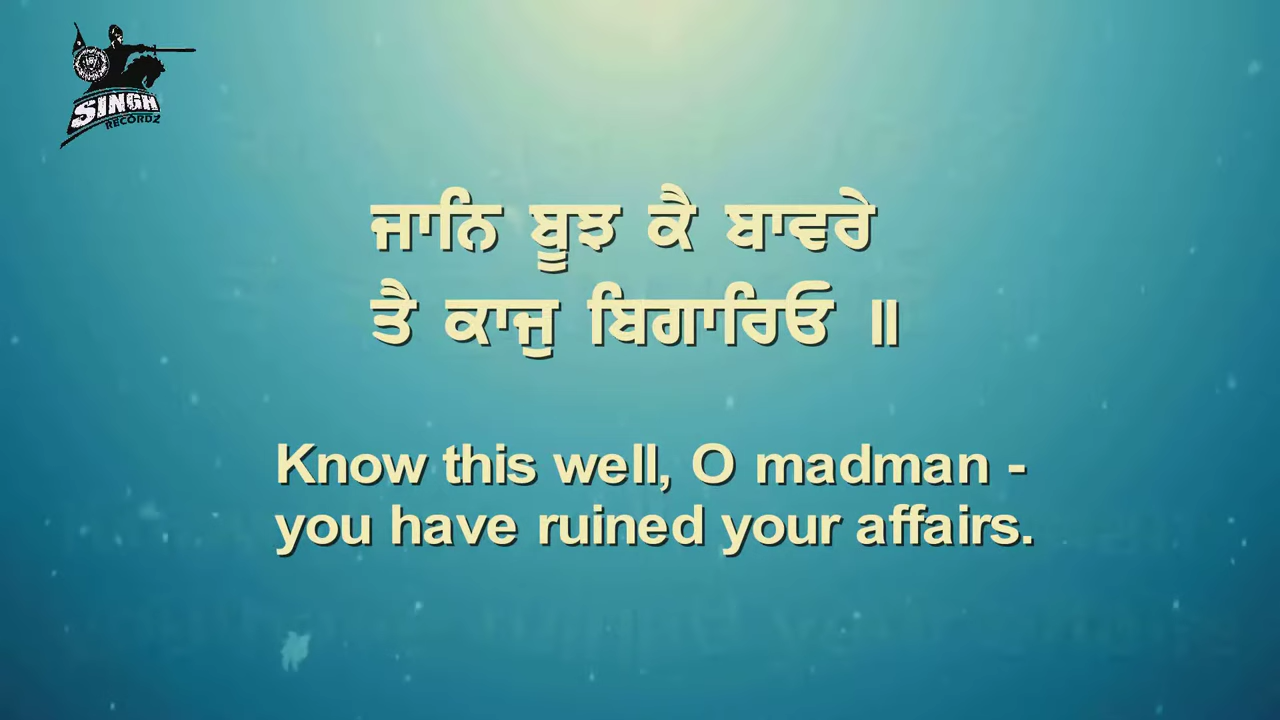 SINGH
RECORDZ
ਜਾਨਿ ਬੂਝ ਕੈ ਬਾਵਰੇ
ਤੈ ਕਾਜੁ ਬਿਗਾਰਿਓ ॥
Know this well, O madman -
you have ruined your affairs.